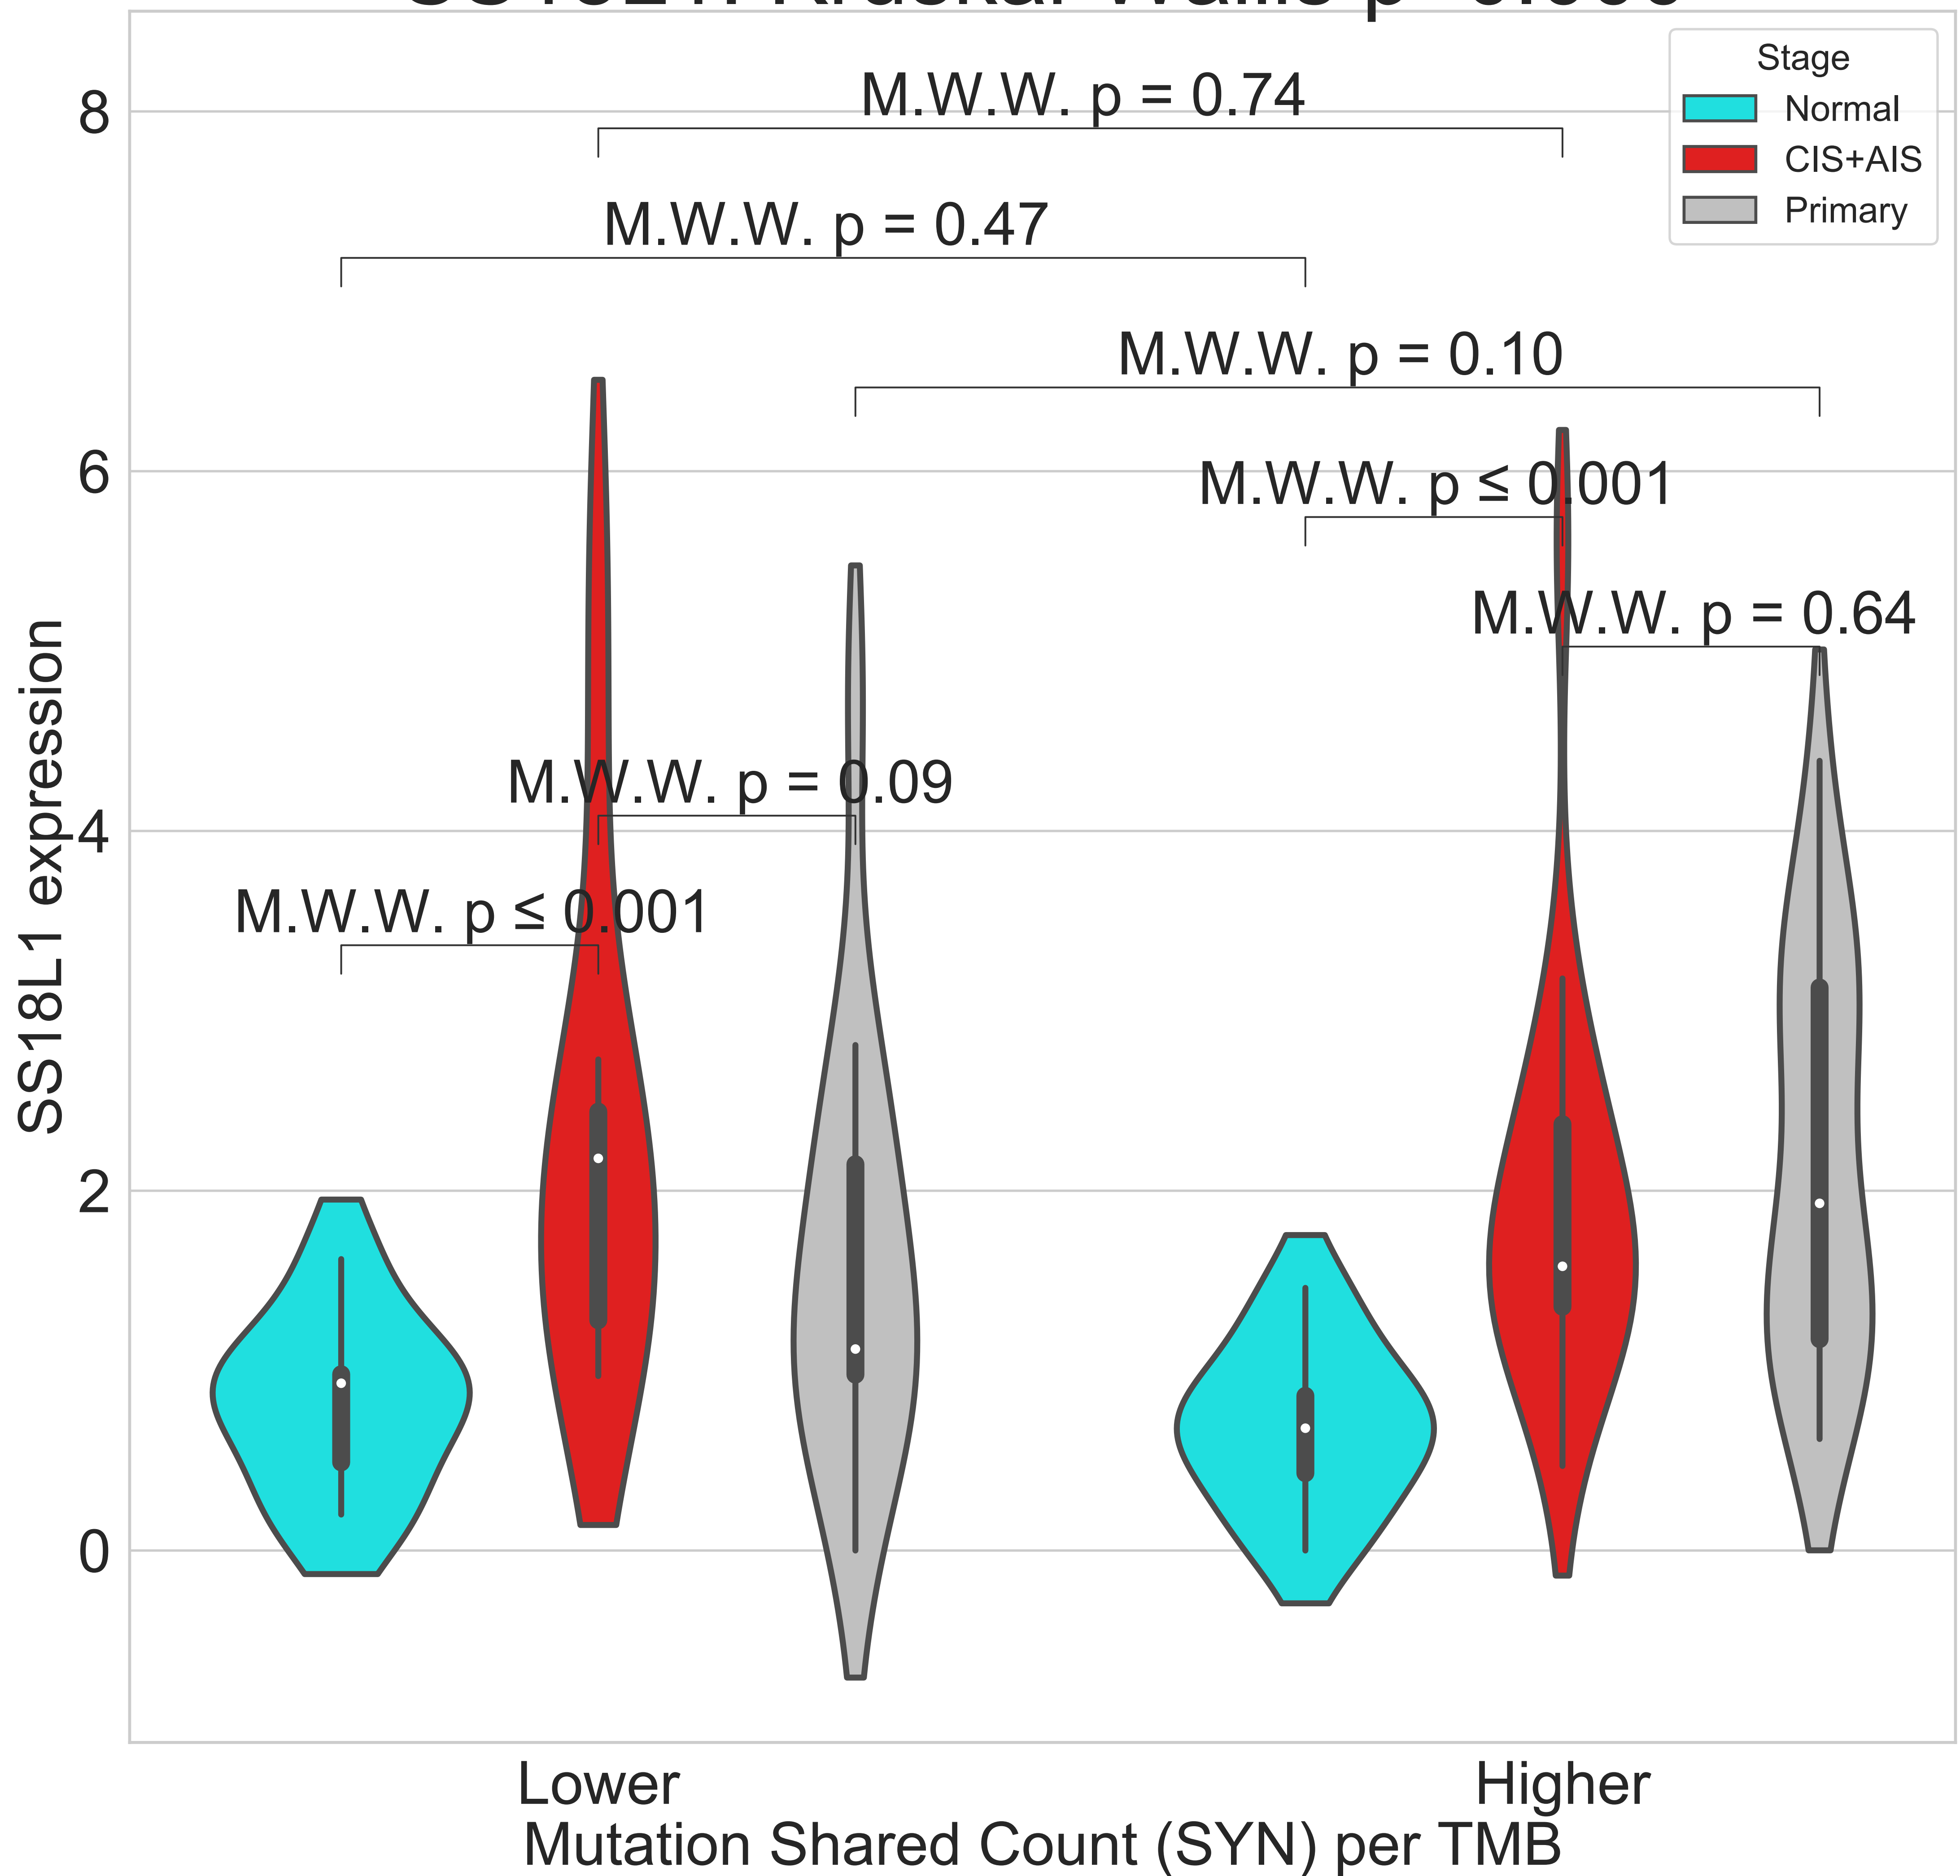 Stage
Normal
CIS+AIS
Primary
M.W.W. p = 0.74
M.W.W. p = 0.47
M.W.W. p = 0.10
M.W.W. p ≤ 0.001
M.W.W. p = 0.64
M.W.W. p = 0.09
M.W.W. p ≤ 0.001
8
6
4
2
0
SS18L1 expression
Lower
Higher
Mutation Shared Count (SYN) per TMB